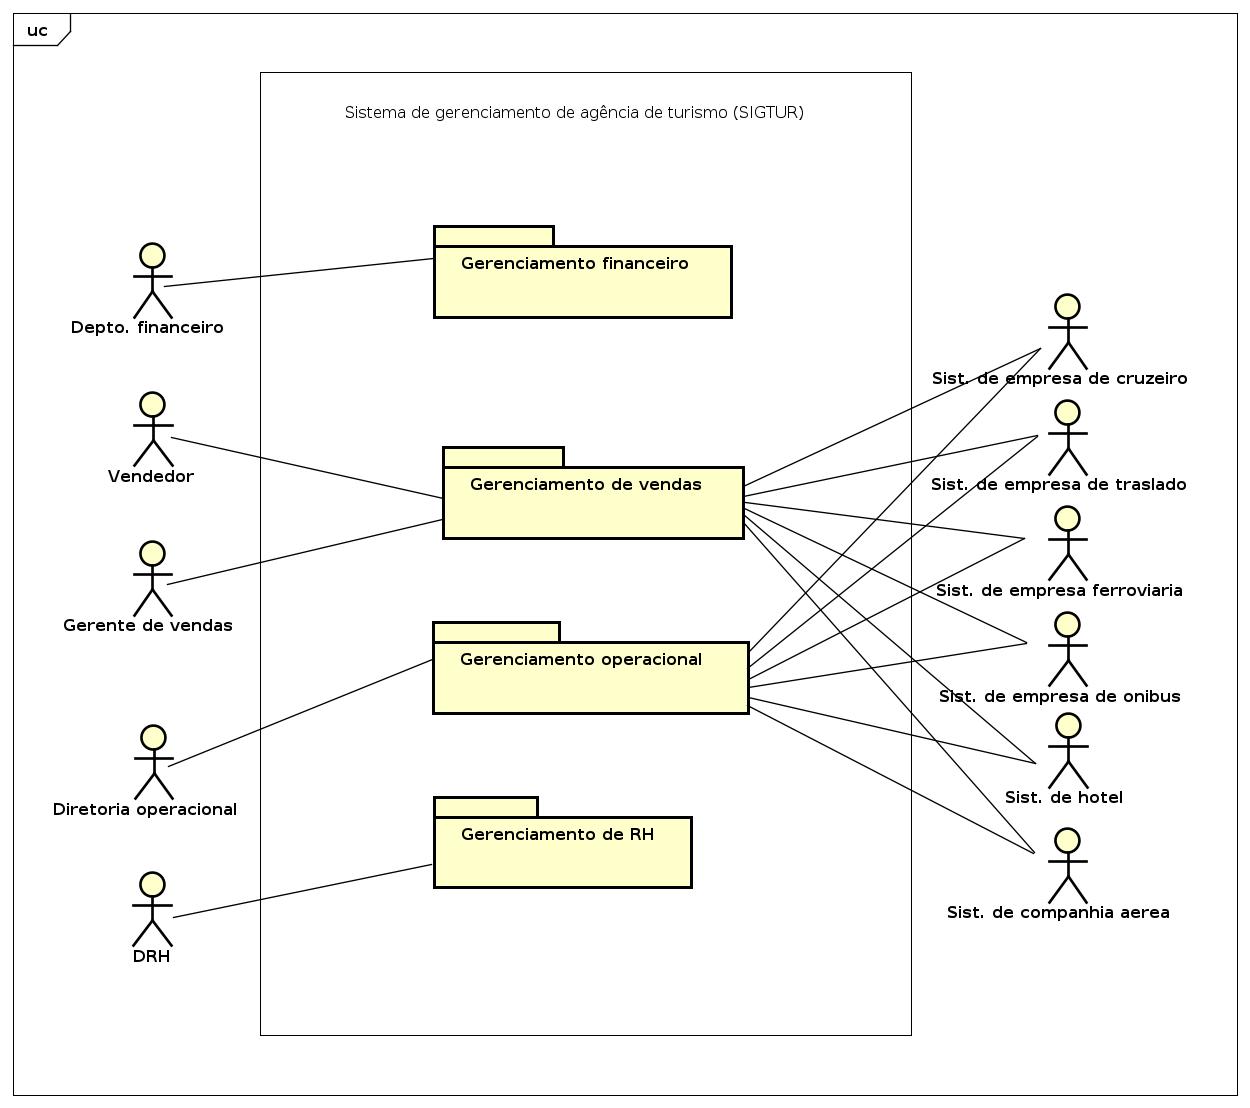 uc
Sistema de gerenciamento de agência de turismo (SIGTUR)
Gerenciamento financeiro
Depto. financeiro
Sist. de empresa de cruzeiro
Vendedor
Gerenciamento de vendas
Sist. de empresa de traslado
Sist. de empresa ferroviaria
Gerente de vendas
Gerenciamento operacional
Sist. de empresa de onibus
Sist. de hotel
Diretoria operacional
Gerenciamento de RH
Sist. de companhia aerea
DRH